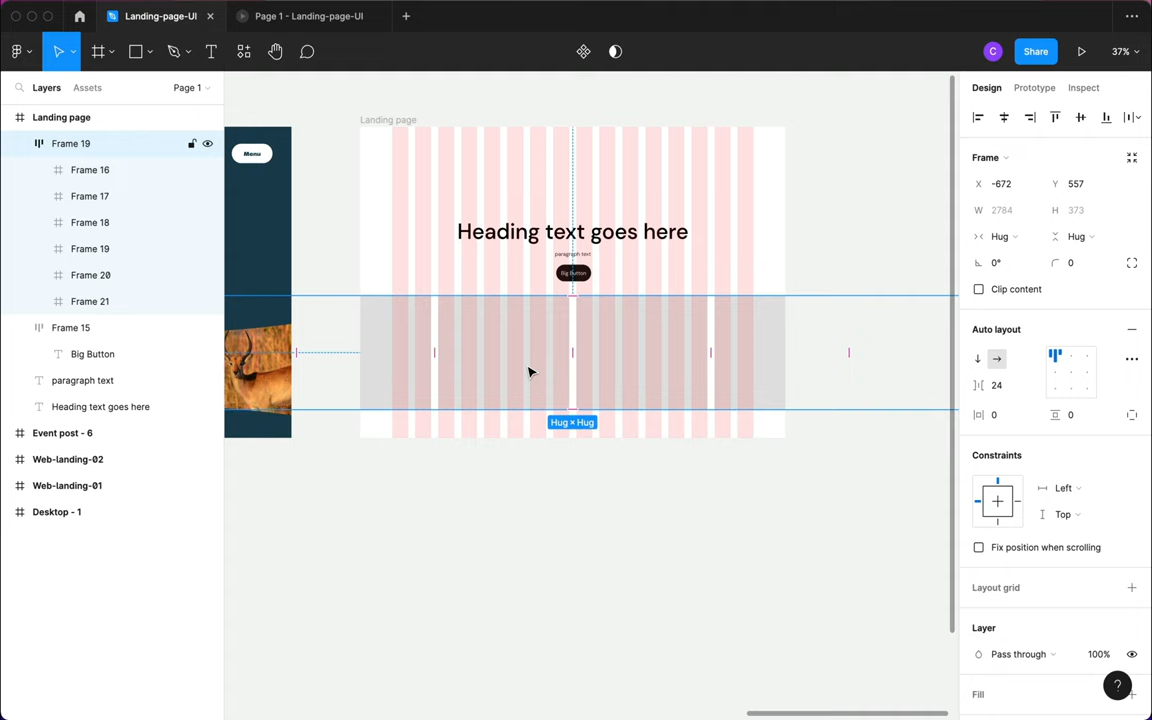 Landing-page-UI
Page 1 - Landing-page-UI
Share
37%
C
Layers
Assets
Page 1
Landing page
Frame 19
Frame 16
Frame 17
Frame 18
Frame 19
Frame 20
Frame 21
Frame 15
Big Button
paragraph text
Heading text goes here
Event post - 6
Web-landing-02
Web-landing-01
Desktop - 1
Menu
Landing page
Heading text goes here
paragraph text
Big Button
Hug × Hug
Design
Prototype
Inspect
Frame
X -672
Y 557
W 2784
H 373
Hug
Hug
0°
0
Clip content
Auto layout
24
0
0
Constraints
Left
Top
Fix position when scrolling
Layout grid
Layer
Pass through
100%
Fill
?